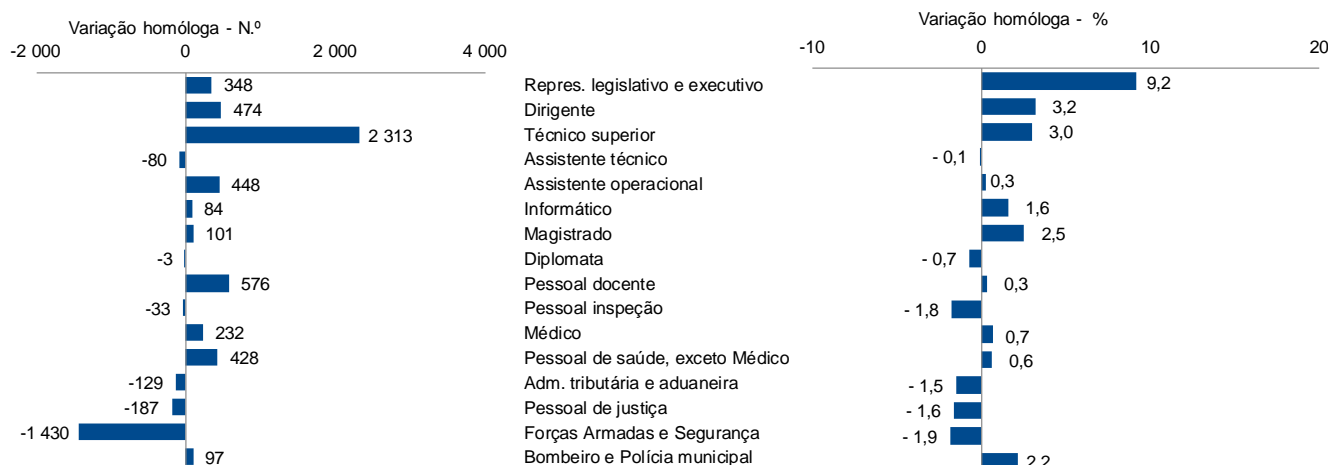 Variação homóloga - N.º
Variação homóloga - %
-2 000 0 2 000 4 000
-10 0 10 20
348 Repres. legislativo e executivo 9,2
474 Dirigente 3,2
2 313 Técnico superior 3,0
-80 Assistente técnico - 0,1
448 Assistente operacional 0,3
84 Informático 1,6
101 Magistrado 2,5
-3 Diplomata - 0,7
576 Pessoal docente 0,3
-33 Pessoal inspeção - 1,8
232 Médico 0,7
428 Pessoal de saúde, exceto Médico 0,6
-129 Adm. tributária e aduaneira - 1,5
-187 Pessoal de justiça - 1,6
-1 430 Forças Armadas e Segurança - 1,9
97 Bombeiro e Polícia municipal 2,2